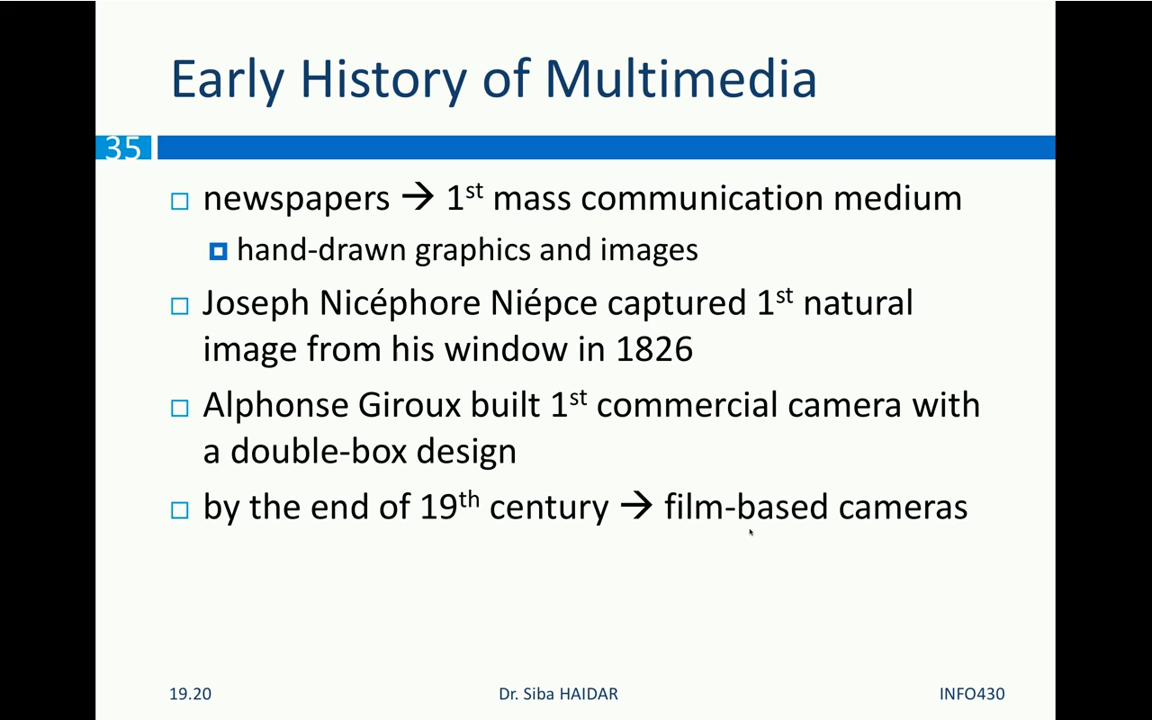 Early History of Multimedia
35
newspapers → 1st mass communication medium
hand-drawn graphics and images
Joseph Nicéphore Niépce captured 1st natural
image from his window in 1826
Alphonse Giroux built 1st commercial camera with
a double-box design
by the end of 19th century → film-based cameras
19.20 Dr. Siba HAIDAR INFO430